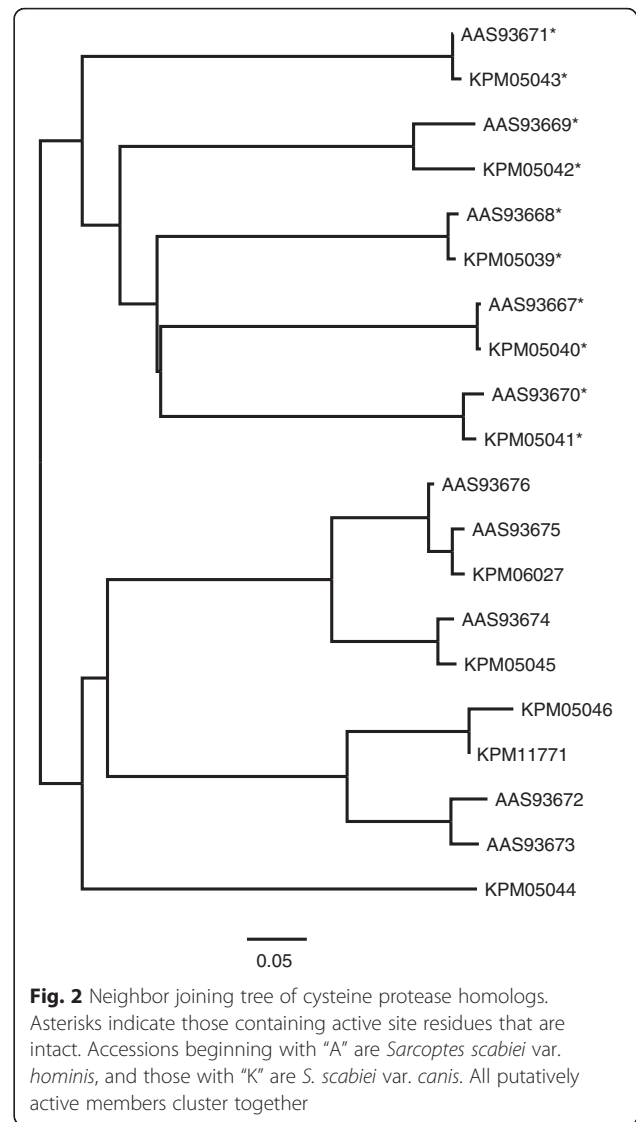 AAS93671*
KPM05043*
AAS93669*
KPM05042*
AAS93668*
KPM05039*
AAS93667*
KPM05040*
AAS93670*
KPM05041*
AAS93676
AAS93675
KPM06027
AAS93674
KPM05045
KPM05046
KPM11771
AAS93672
AAS93673
KPM05044
0.05
Fig. 2 Neighbor joining tree of cysteine protease homologs.
Asterisks indicate those containing active site residues that are
intact. Accessions beginning with “A” are Sarcoptes scabiei var.
hominis, and those with “K” are S. scabiei var. canis. All putatively
active members cluster together